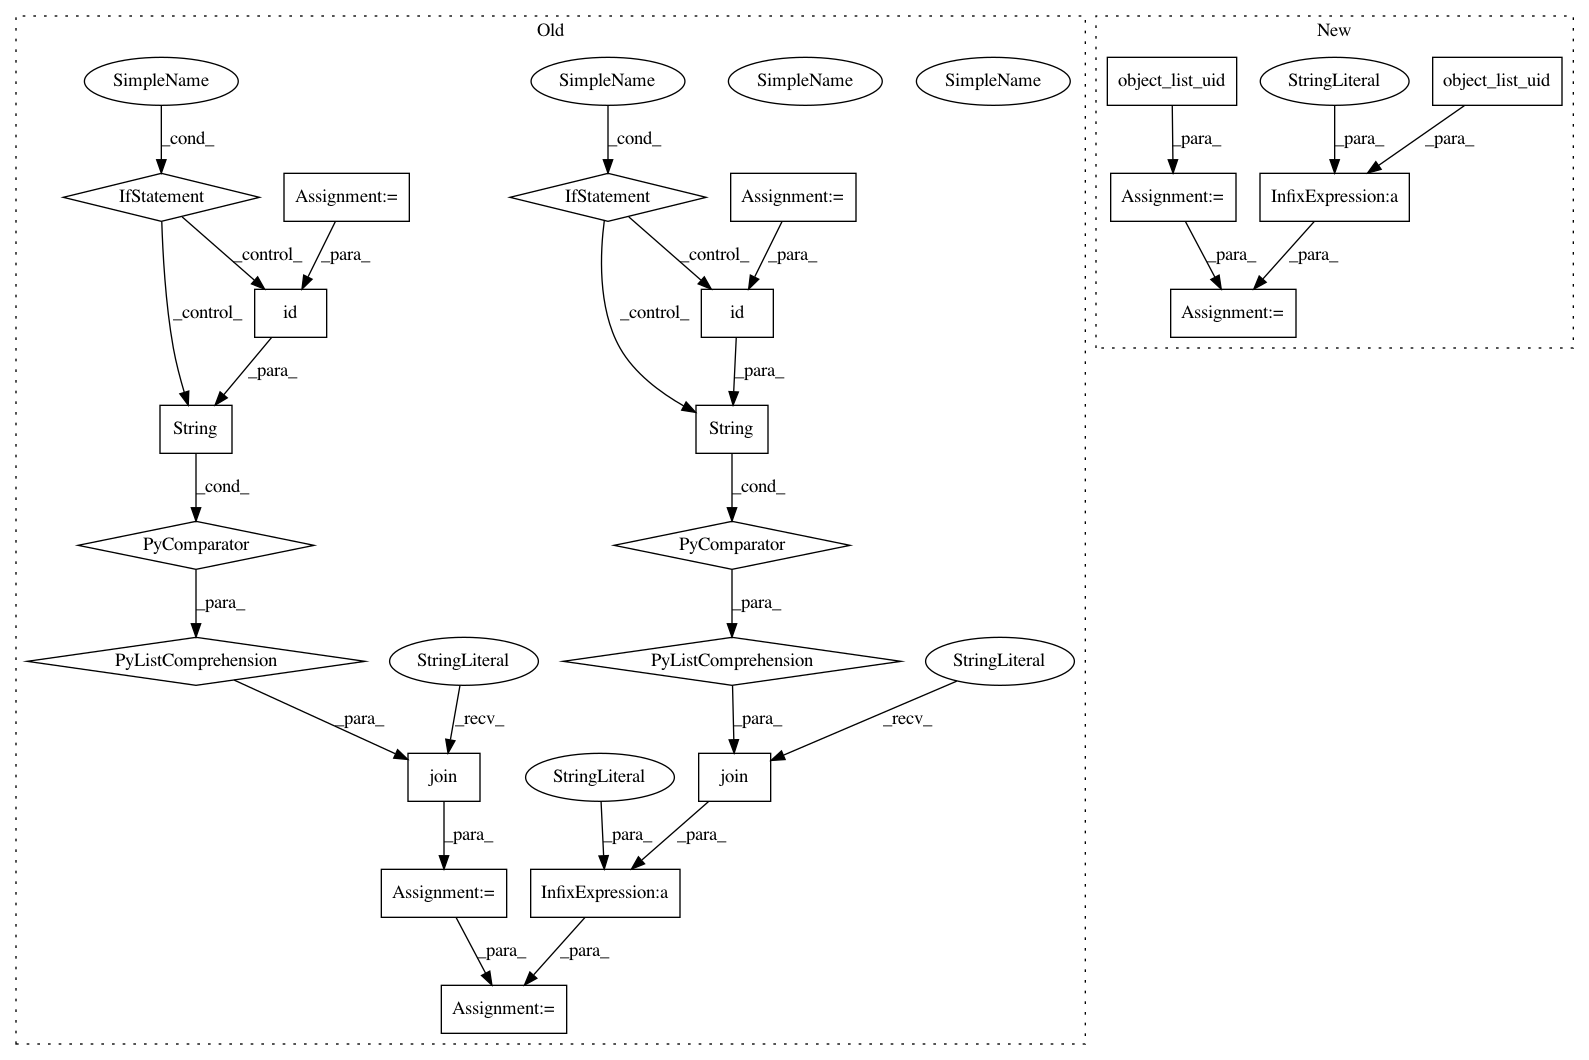 Old
New
SimpleName
SimpleName
SimpleName
SimpleName
object_list_uid
StringLiteral
object_list_uid
_cond_
_cond_
_para_
_para_
_para_
IfStatement
Assignment:=
IfStatement
Assignment:=
Assignment:=
InfixExpression:a
_control_
_para_
_control_
_para_
_para_
_para_
_control_
id
_control_
id
Assignment:=
_para_
_para_
String
String
_cond_
_cond_
PyComparator
PyComparator
_para_
_para_
PyListComprehension
StringLiteral
PyListComprehension
StringLiteral
_para_
_recv_
_para_
_recv_
join
StringLiteral
join
_para_
_para_
_para_
Assignment:=
InfixExpression:a
_para_
_para_
Assignment:=